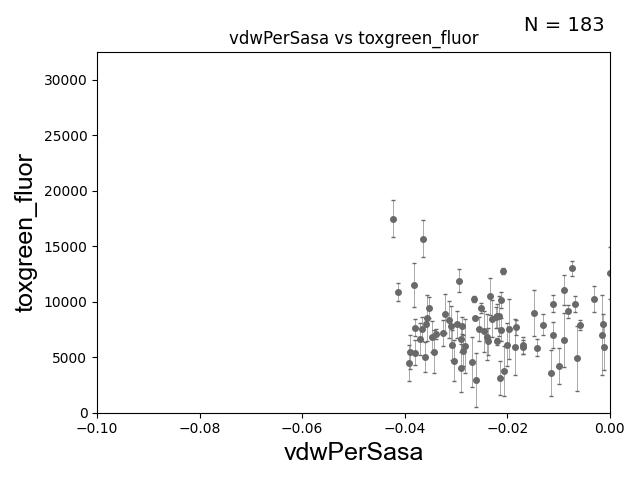 N = 183
vdwPerSasa vs toxgreen_fluor
toxgreen_fluor
30000
25000
20000
15000
10000
5000
0
−0.10 −0.08 −0.06 −0.04 −0.02 0.00
vdwPerSasa